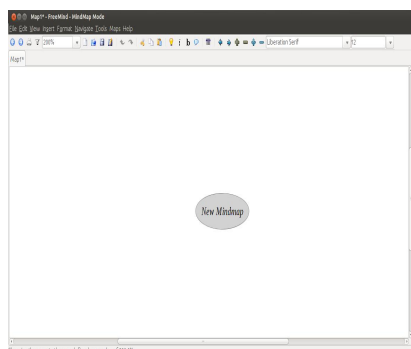 Map1* - FreeMind - MindMap Mode
File Edit View Insert Format Navigate Tools Maps Help
200% i b Liberation Serif 12
Map1*
New Mindmap